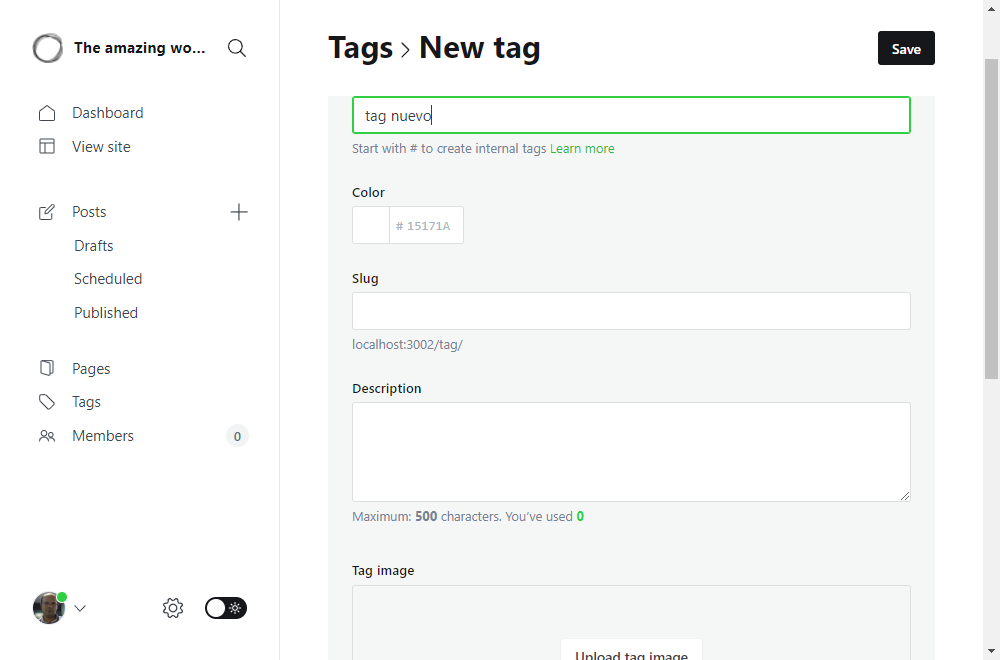 The amazing wo...
Dashboard
View site
Posts
Drafts
Scheduled
Published
Pages
Tags
Members
0
Tags > New tag
Save
tag nuevo
Start with # to create internal tags Learn more
Color
# 15171A
Slug
localhost:3002/tag/
Description
Maximum: 500 characters. You’ve used 0
Tag image
Upload tag image